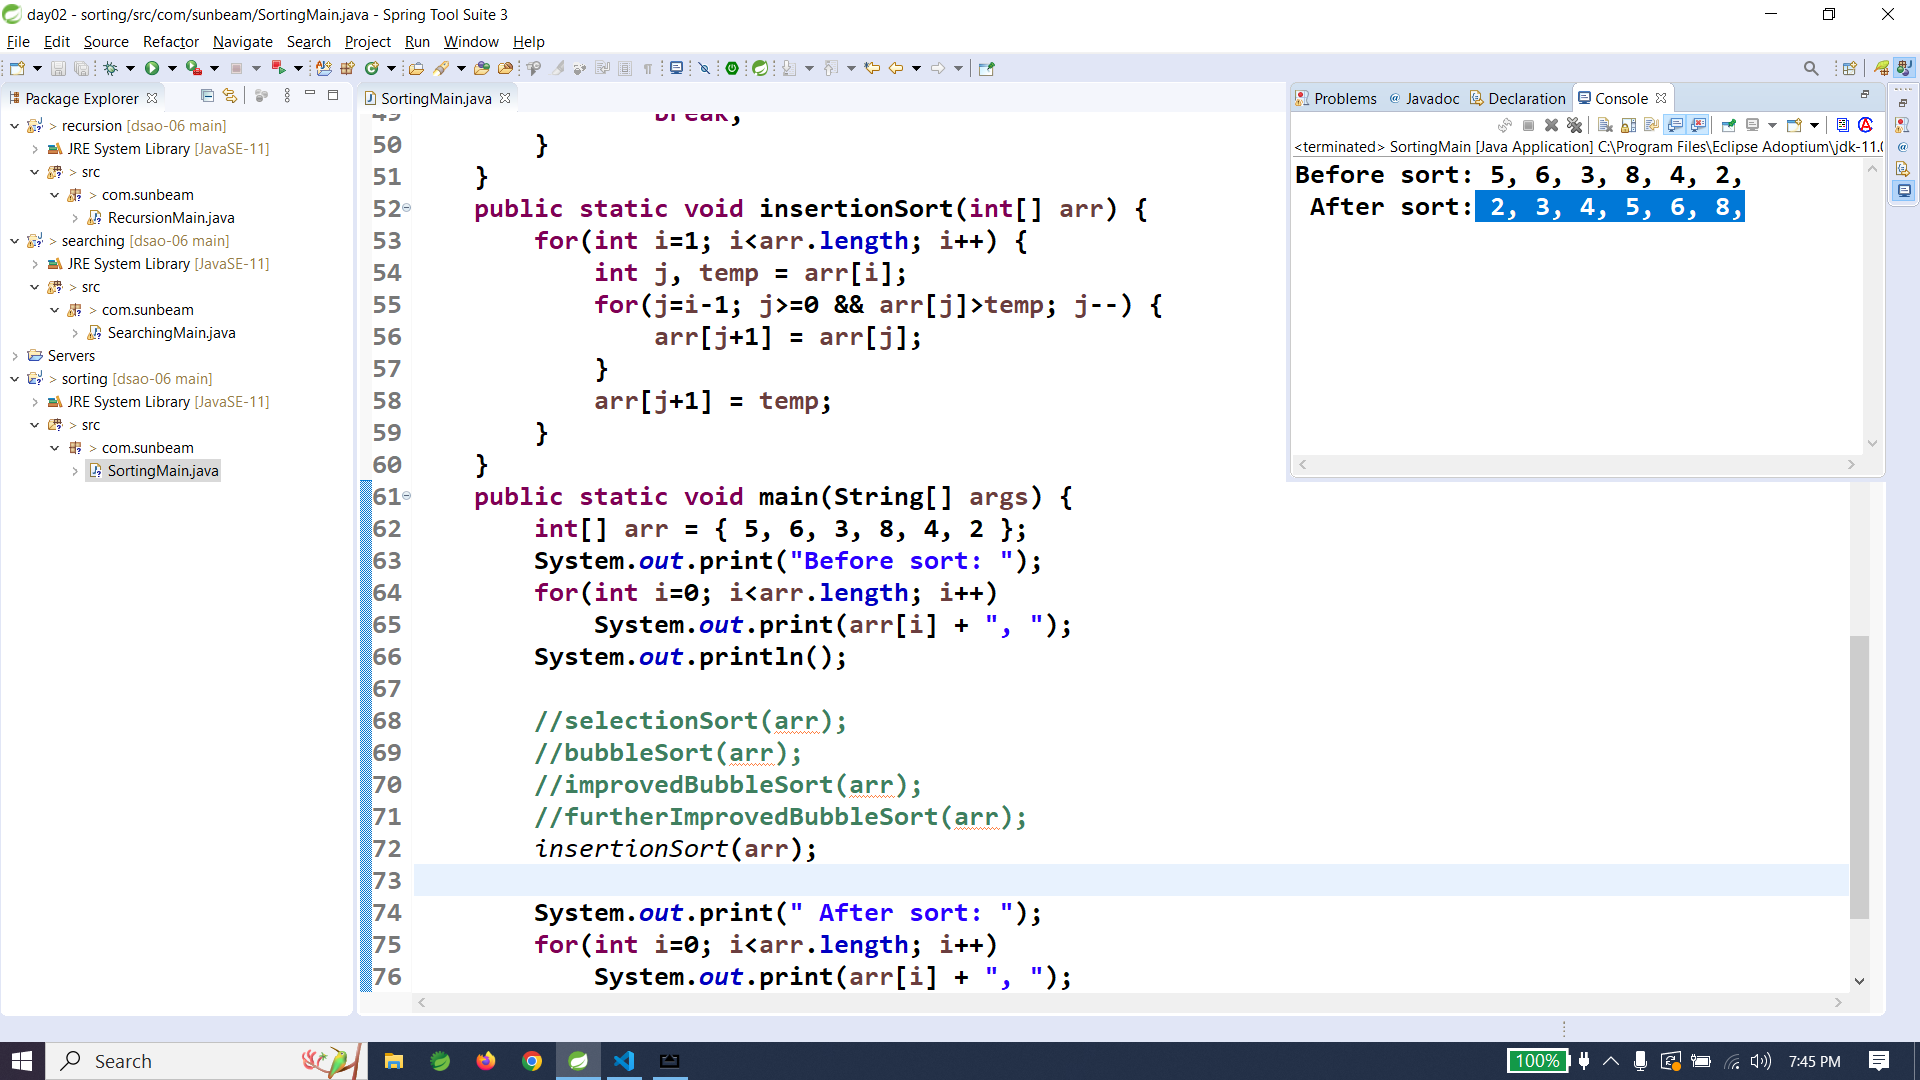 day02 - sorting/src/com/sunbeam/SortingMain.java - Spring Tool Suite 3
File Edit Source Refactor Navigate Search Project Run Window Help
Package Explorer
> recursion [dsao-06 main]
JRE System Library [JavaSE-11]
> src
> com.sunbeam
RecursionMain.java
> searching [dsao-06 main]
JRE System Library [JavaSE-11]
> src
> com.sunbeam
SearchingMain.java
Servers
> sorting [dsao-06 main]
JRE System Library [JavaSE-11]
> src
> com.sunbeam
SortingMain.java
SortingMain.java
49 break;
50 }
51 }
52 public static void insertionSort(int[] arr) {
53 for(int i=1; i<arr.length; i++) {
54 int j, temp = arr[i];
55 for(j=i-1; j>=0 && arr[j]>temp; j--) {
56 arr[j+1] = arr[j];
57 }
58 arr[j+1] = temp;
59 }
60 }
61 public static void main(String[] args) {
62 int[] arr = { 5, 6, 3, 8, 4, 2 };
63 System.out.print("Before sort: ");
64 for(int i=0; i<arr.length; i++)
65 System.out.print(arr[i] + ", ");
66 System.out.println();
67
68 //selectionSort(arr);
69 //bubbleSort(arr);
70 //improvedBubbleSort(arr);
71 //furtherImprovedBubbleSort(arr);
72 insertionSort(arr);
73
74 System.out.print(" After sort: ");
75 for(int i=0; i<arr.length; i++)
76 System.out.print(arr[i] + ", ");
Problems @ Javadoc Declaration Console
<terminated> SortingMain [Java Application] C:\Program Files\Eclipse Adoptium\jdk-11.0
Before sort: 5, 6, 3, 8, 4, 2,
After sort: 2, 3, 4, 5, 6, 8,
Search
100%
7:45 PM